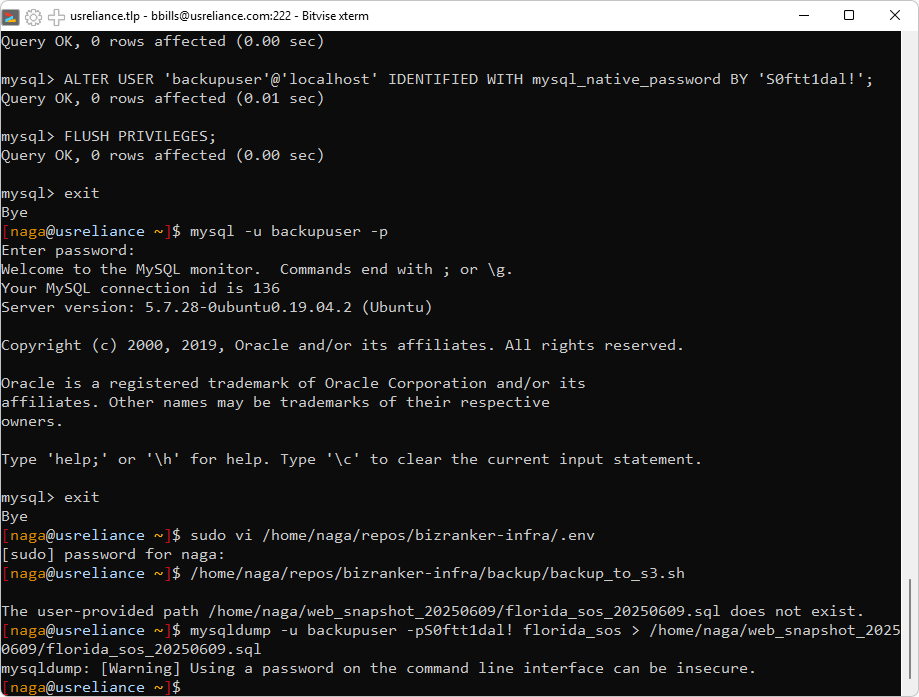 usreliance.tlp - bbills@usreliance.com:222 - Bitvise xterm
Query OK, 0 rows affected (0.00 sec)
mysql> ALTER USER 'backupuser'@'localhost' IDENTIFIED WITH mysql_native_password BY 'S0ftt1dal!';
Query OK, 0 rows affected (0.01 sec)
mysql> FLUSH PRIVILEGES;
Query OK, 0 rows affected (0.00 sec)
mysql> exit
Bye
[naga@usreliance ~]$ mysql -u backupuser -p
Enter password:
Welcome to the MySQL monitor.  Commands end with ; or \g.
Your MySQL connection id is 136
Server version: 5.7.28-0ubuntu0.19.04.2 (Ubuntu)
Copyright (c) 2000, 2019, Oracle and/or its affiliates. All rights reserved.
Oracle is a registered trademark of Oracle Corporation and/or its
affiliates. Other names may be trademarks of their respective
owners.
Type 'help;' or '\h' for help. Type '\c' to clear the current input statement.
mysql> exit
Bye
[naga@usreliance ~]$ sudo vi /home/naga/repos/bizranker-infra/.env
[sudo] password for naga:
[naga@usreliance ~]$ /home/naga/repos/bizranker-infra/backup/backup_to_s3.sh
The user-provided path /home/naga/web_snapshot_20250609/florida_sos_20250609.sql does not exist.
[naga@usreliance ~]$ mysqldump -u backupuser -pS0ftt1dal! florida_sos > /home/naga/web_snapshot_2025
0609/florida_sos_20250609.sql
mysqldump: [Warning] Using a password on the command line interface can be insecure.
[naga@usreliance ~]$